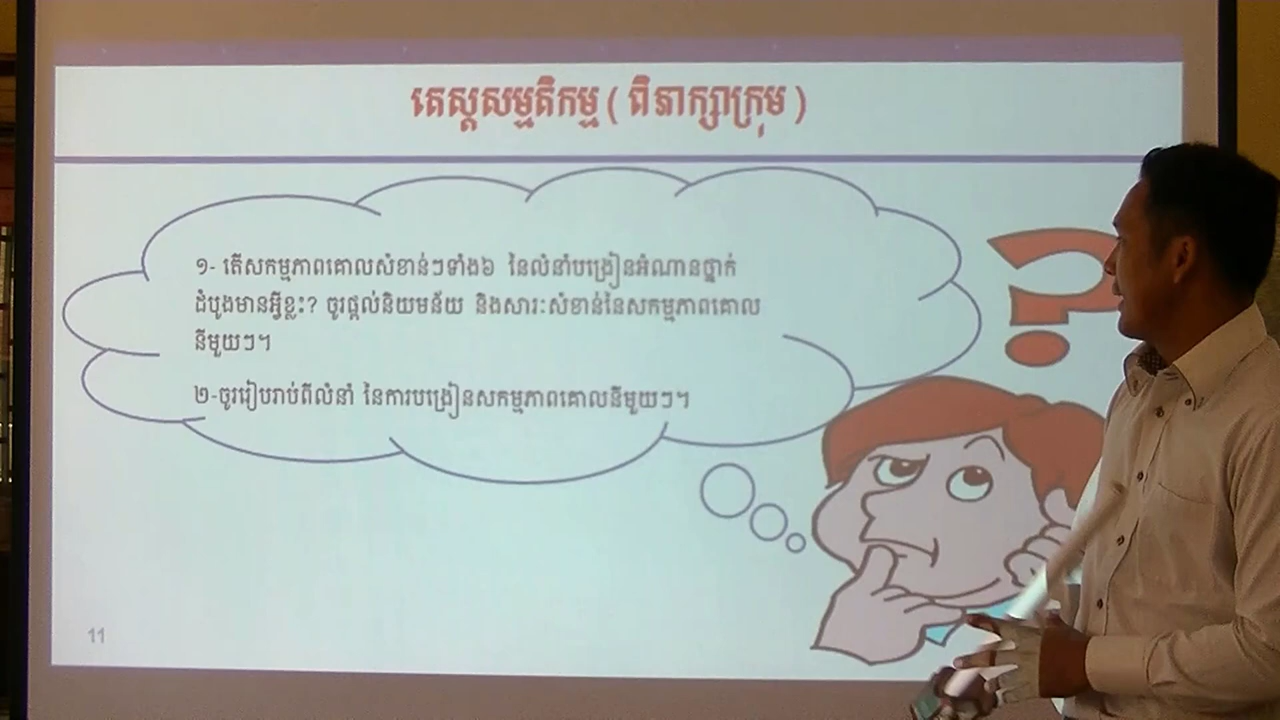 តេស្តសម្មតិកម្ម ( ពិភាក្សាក្រុម )
១- តើសកម្មភាពគោលសំខាន់ៗទាំង៦ នៃលំនាំបង្រៀនអំណានថ្នាក់
ដំបូងមានអ្វីខ្លះ? ចូរផ្តល់និយមន័យ និងសារៈសំខាន់នៃសកម្មភាពគោល
នីមួយៗ។
២-ចូររៀបរាប់ពីលំនាំ នៃការបង្រៀនសកម្មភាពគោលនីមួយៗ។
11